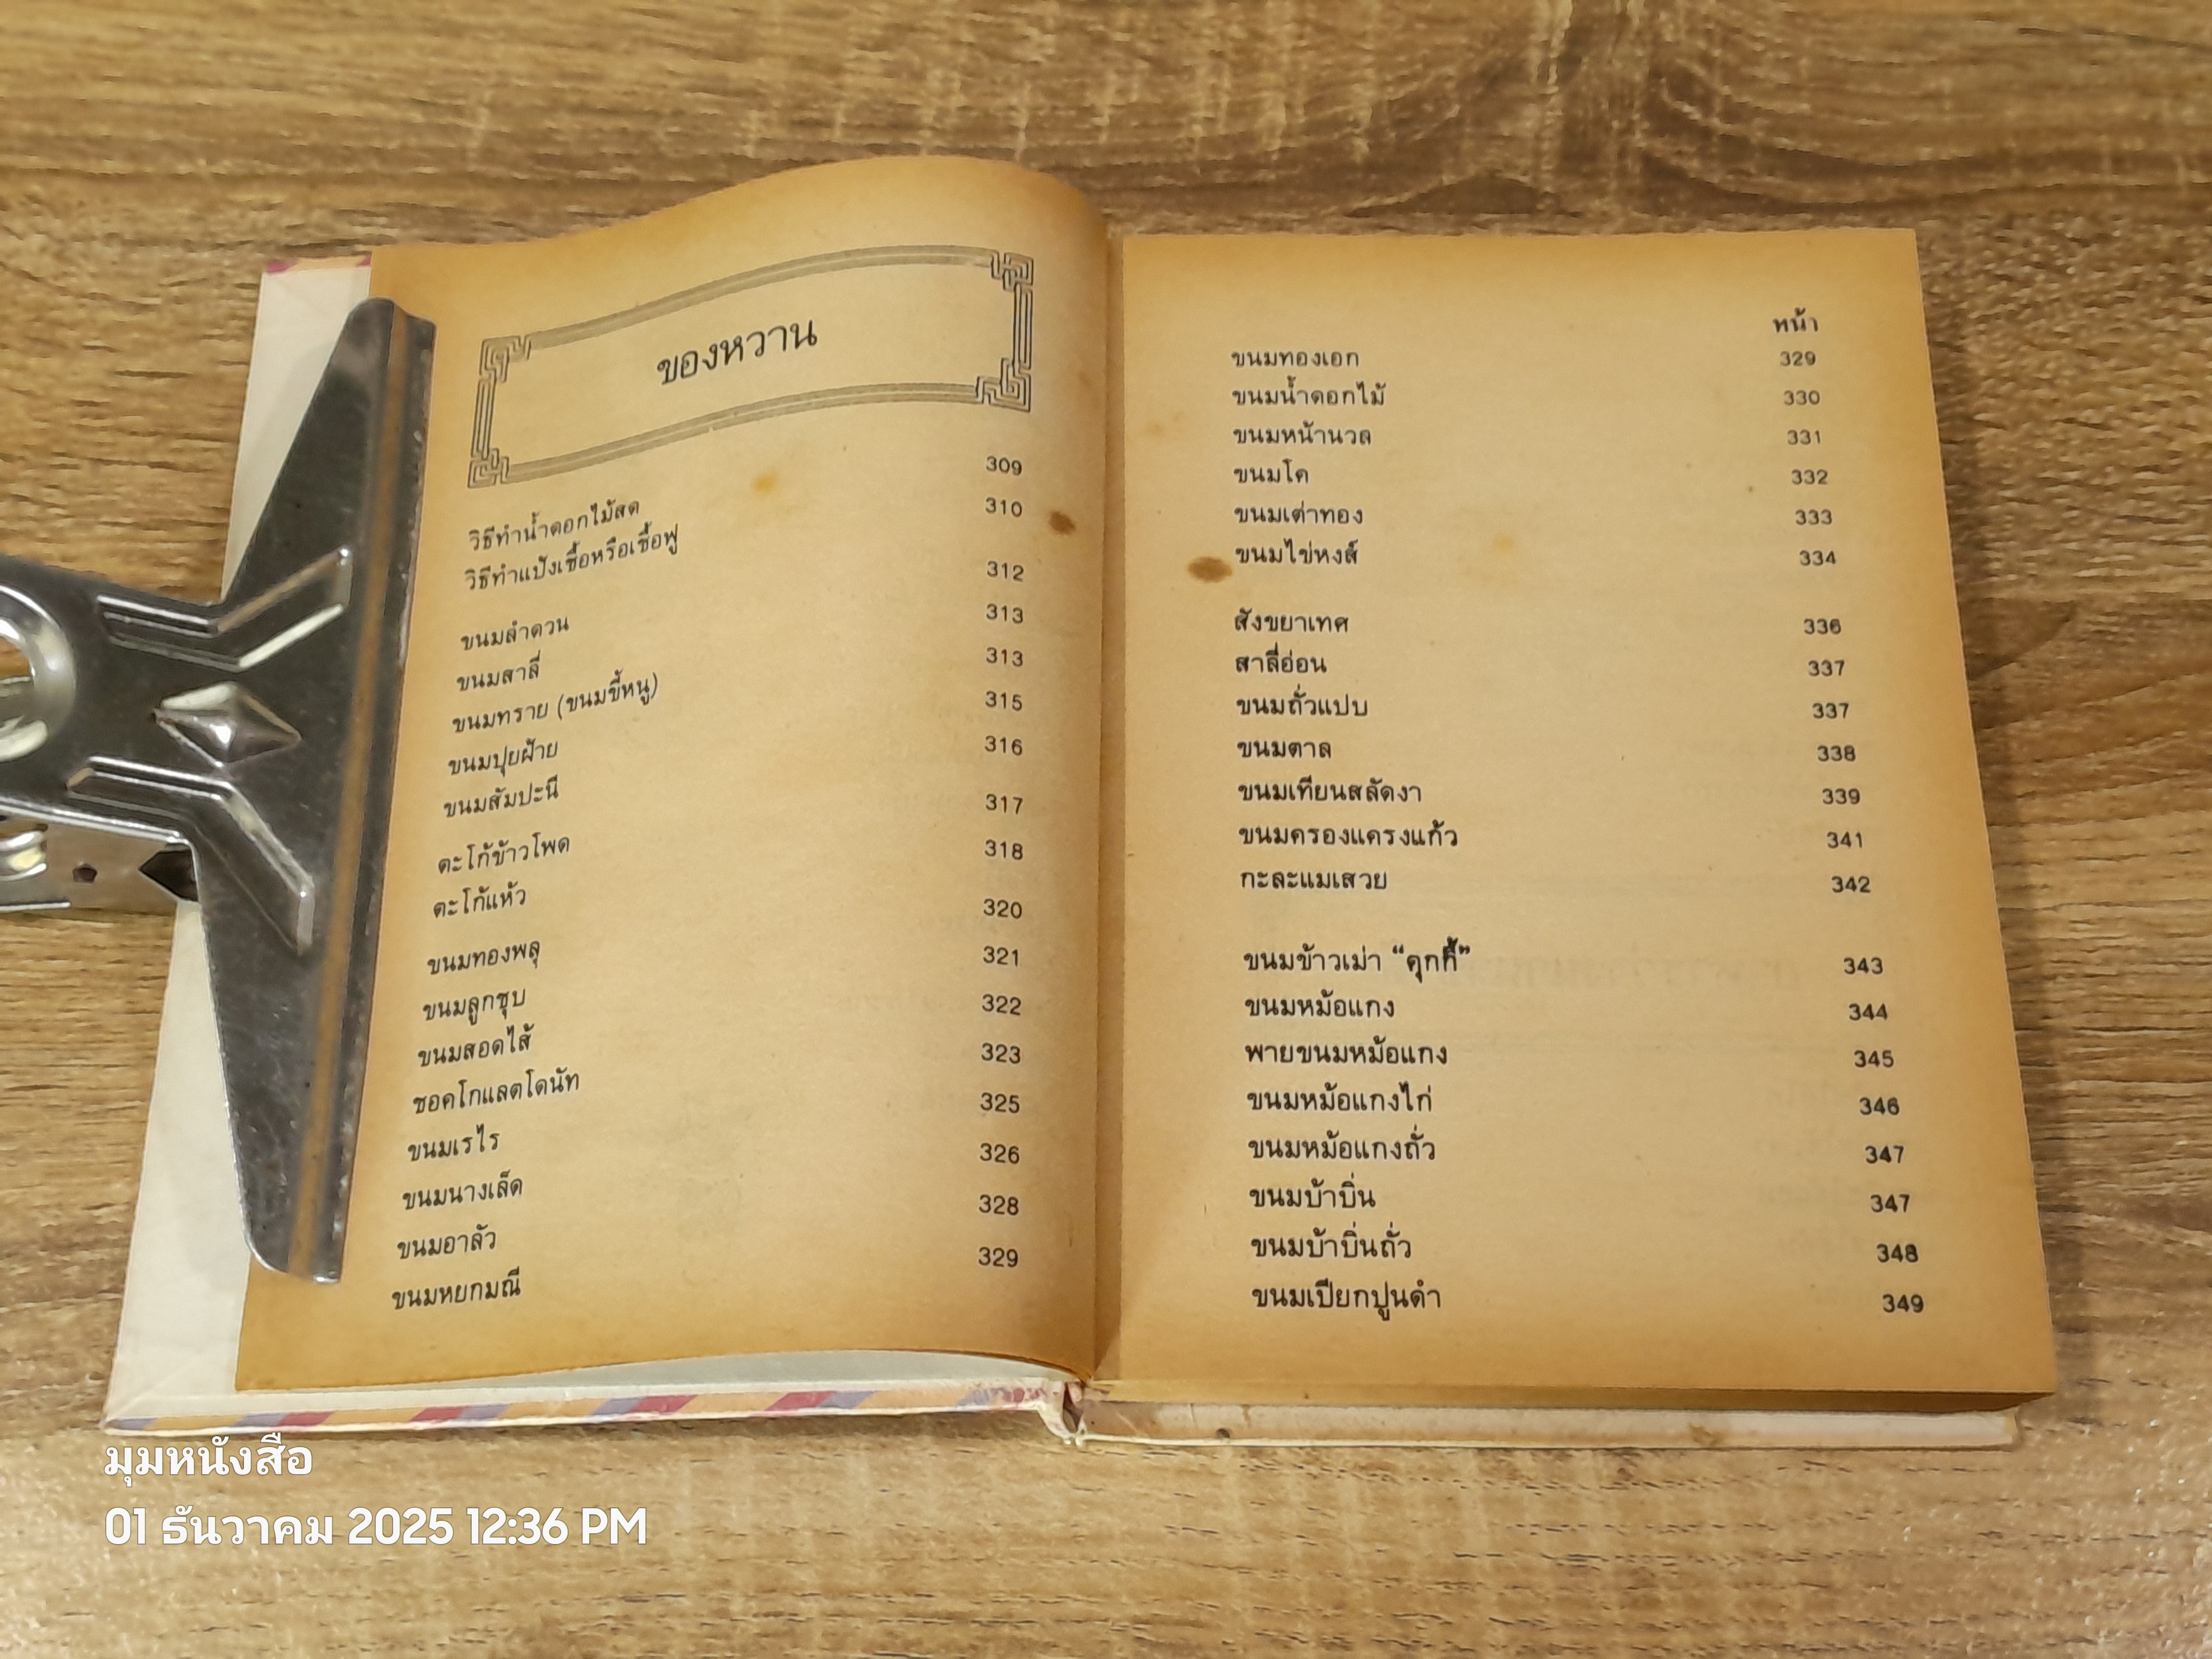 ของหวาน
วิธีทำน้ำดอกไม้สด 309
วิธีทำแป้งเชื้อหรือเชื้อฟู 310
ขนมลำดวน 312
ขนมสาลี่ 313
ขนมทราย (ขนมขี้หนู) 313
ขนมปุยฝ้าย 315
ขนมสัมปะนี 316
ตะโก้ข้าวโพด 317
ตะโก้แห้ว 318
ขนมทองพลุ 320
ขนมลูกชุบ 321
ขนมสอดไส้ 322
ชอคโกแลตโดนัท 323
ขนมเรไร 325
ขนมนางเล็ด 326
ขนมอาลัว 328
ขนมหยกมณี 329
หน้า
ขนมทองเอก 329
ขนมน้ำดอกไม้ 330
ขนมหน้านวล 331
ขนมโค 332
ขนมเต่าทอง 333
ขนมไข่หงส์ 334
สังขยาเทศ 336
สาลี่อ่อน 337
ขนมถั่วแปบ 337
ขนมตาล 338
ขนมเทียนสลัดงา 339
ขนมครองแครงแก้ว 341
กะละแมเสวย 342
ขนมข้าวเม่า “คุกกี้” 343
ขนมหม้อแกง 344
พายขนมหม้อแกง 345
ขนมหม้อแกงไก่ 346
ขนมหม้อแกงถั่ว 347
ขนมบ้าบิ่น 347
ขนมบ้าบิ่นถั่ว 348
ขนมเปียกปูนดำ 349
มุมหนังสือ
01 ธันวาคม 2025 12:36 PM